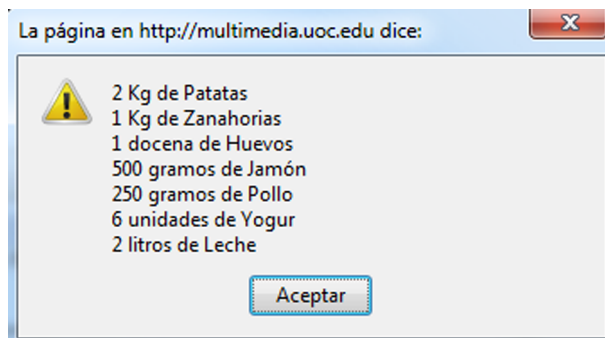 La página en http://multimedia.uoc.edu dice:
2 Kg de Patatas
1 Kg de Zanahorias
1 docena de Huevos
500 gramos de Jamón
250 gramos de Pollo
6 unidades de Yogur
2 litros de Leche
Aceptar